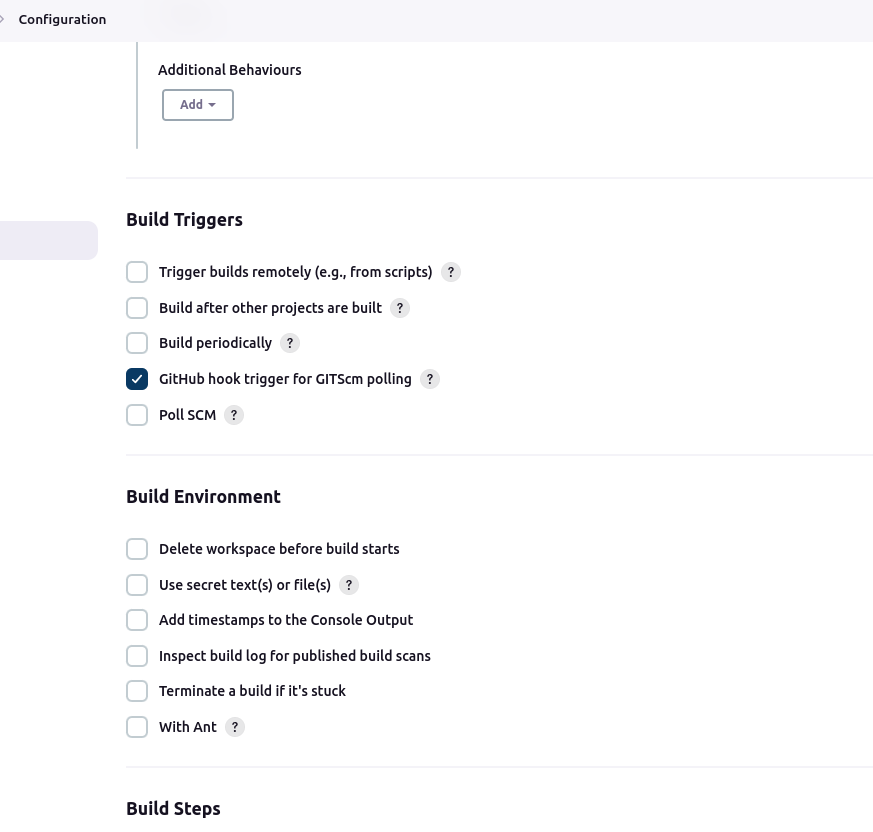 Configuration
Additional Behaviours
Add
Build Triggers
Trigger builds remotely (e.g., from scripts) ?
Build after other projects are built ?
Build periodically ?
GitHub hook trigger for GITScm polling ?
Poll SCM ?
Build Environment
Delete workspace before build starts
Use secret text(s) or file(s) ?
Add timestamps to the Console Output
Inspect build log for published build scans
Terminate a build if it's stuck
With Ant ?
Build Steps